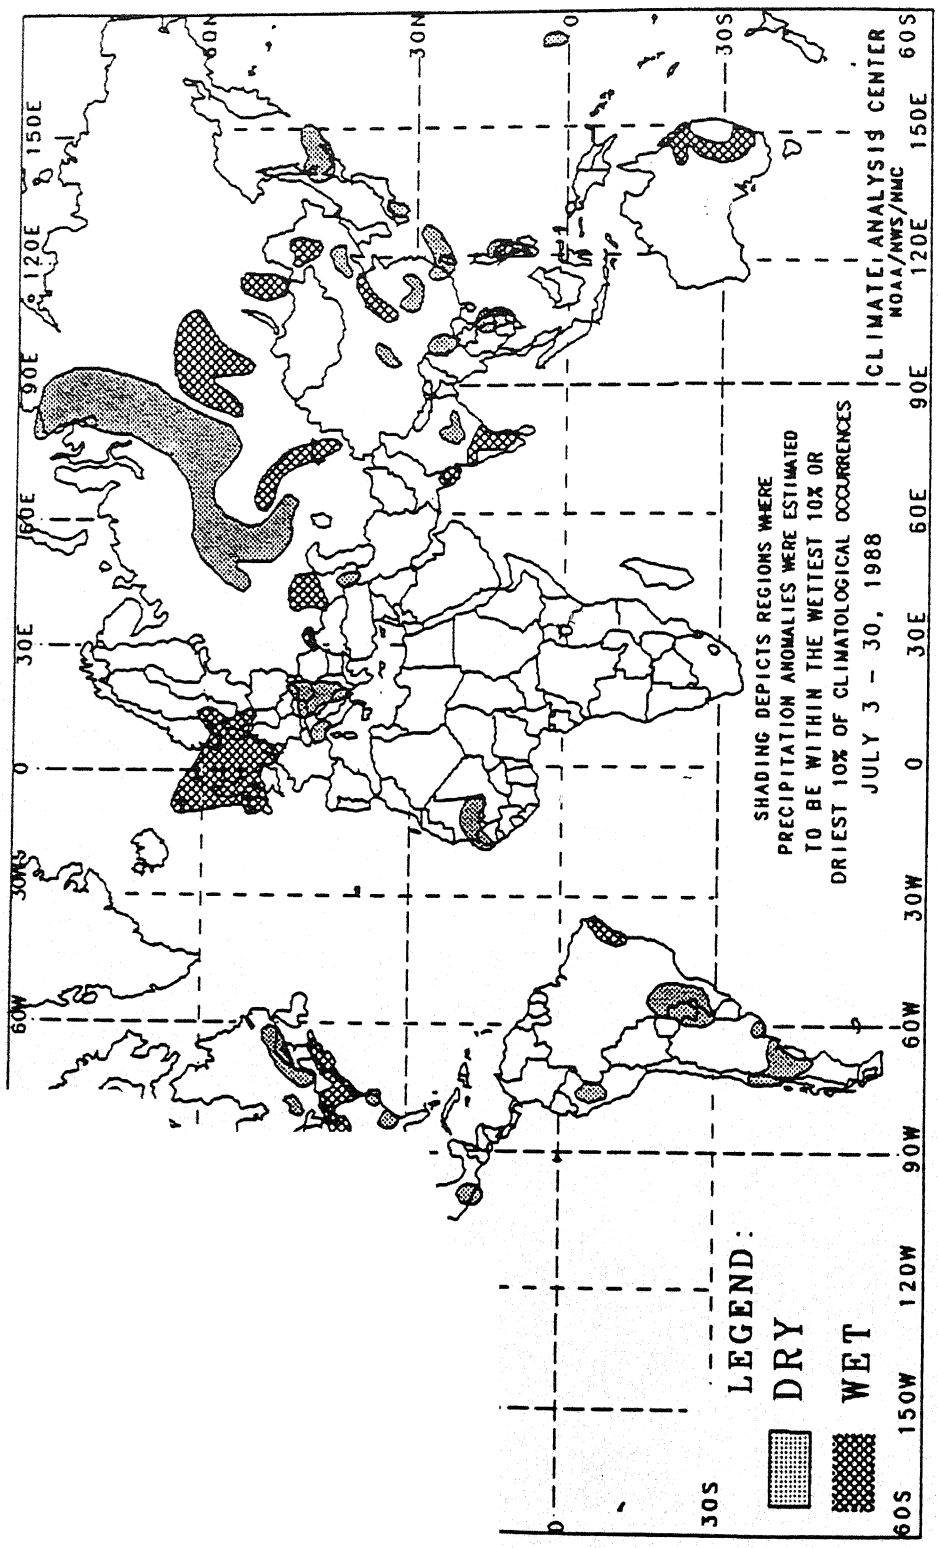 150E
120E
90E
60E
30E
0
30W
60W
60N
30N
0
30S
60S
150E
120E
90E
60E
30E
0
30W
60W
90W
120W
150W
0
30S
60S
CLIMATE ANALYSIS CENTER
NOAA/NWS/NMC
SHADING DEPICTS REGIONS WHERE
PRECIPITATION ANOMALIES WERE ESTIMATED
TO BE WITHIN THE WETTEST 10% OR
DRIEST 10% OF CLIMATOLOGICAL OCCURRENCES
JULY 3 - 30, 1988
LEGEND:
DRY
WET